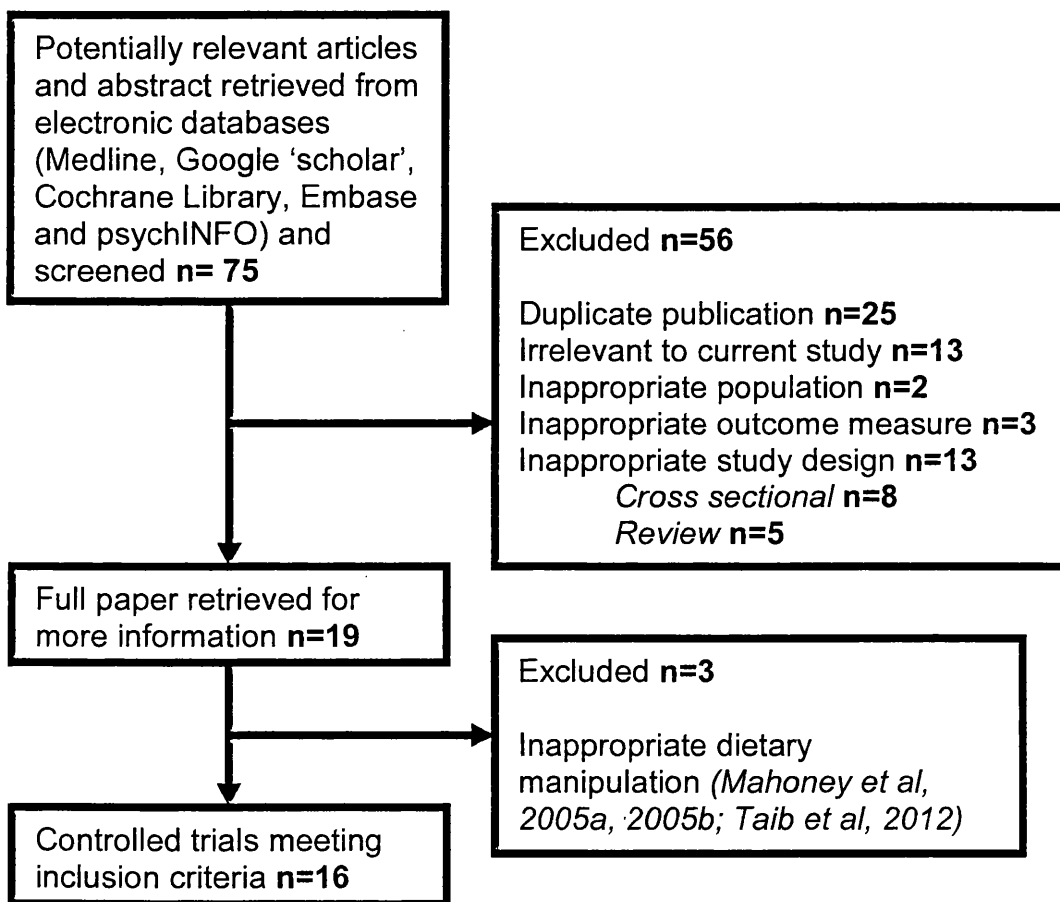 Potentially relevant articles
and abstract retrieved from
electronic databases
(Medline, Google ‘scholar’,
Cochrane Library, Embase
and psychINFO) and
screened n= 75
Excluded n=56
Duplicate publication n=25
Irrelevant to current study n=13
Inappropriate population n=2
Inappropriate outcome measure n=3
Inappropriate study design n=13
Cross sectional n=8
Review n=5
Full paper retrieved for
more information n=19
Excluded n=3
Inappropriate dietary
manipulation (Mahoney et al,
2005a, 2005b; Taib et al, 2012)
Controlled trials meeting
inclusion criteria n=16